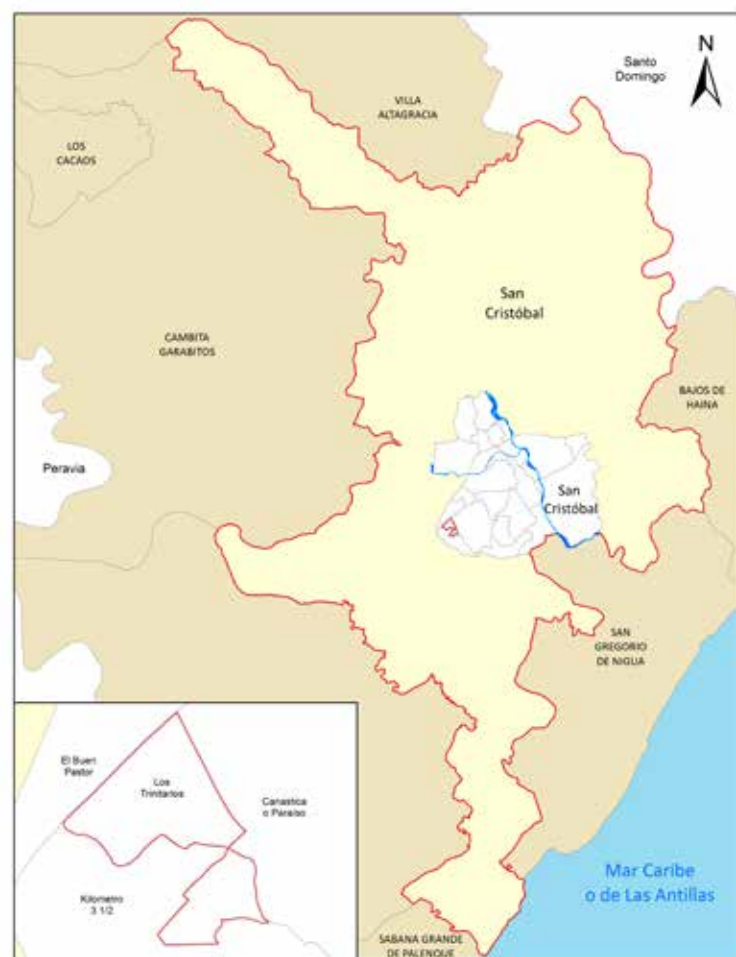 N
Santo
Domingo
VILLA
ALTAGRACIA
LOS
CACAOS
San
Cristóbal
CAMBITA
GARABITOS
BAJOS DE
HAINA
Peravia
San
Cristóbal
SAN
GREGORIO
DE NIGUA
El Buen
Pastor
Los
Trinitarios
Canastica
o Paraíso
Kilometro
3 1/2
Mar Caribe
o de Las Antillas
SABANA GRANDE
DE PALENQUE